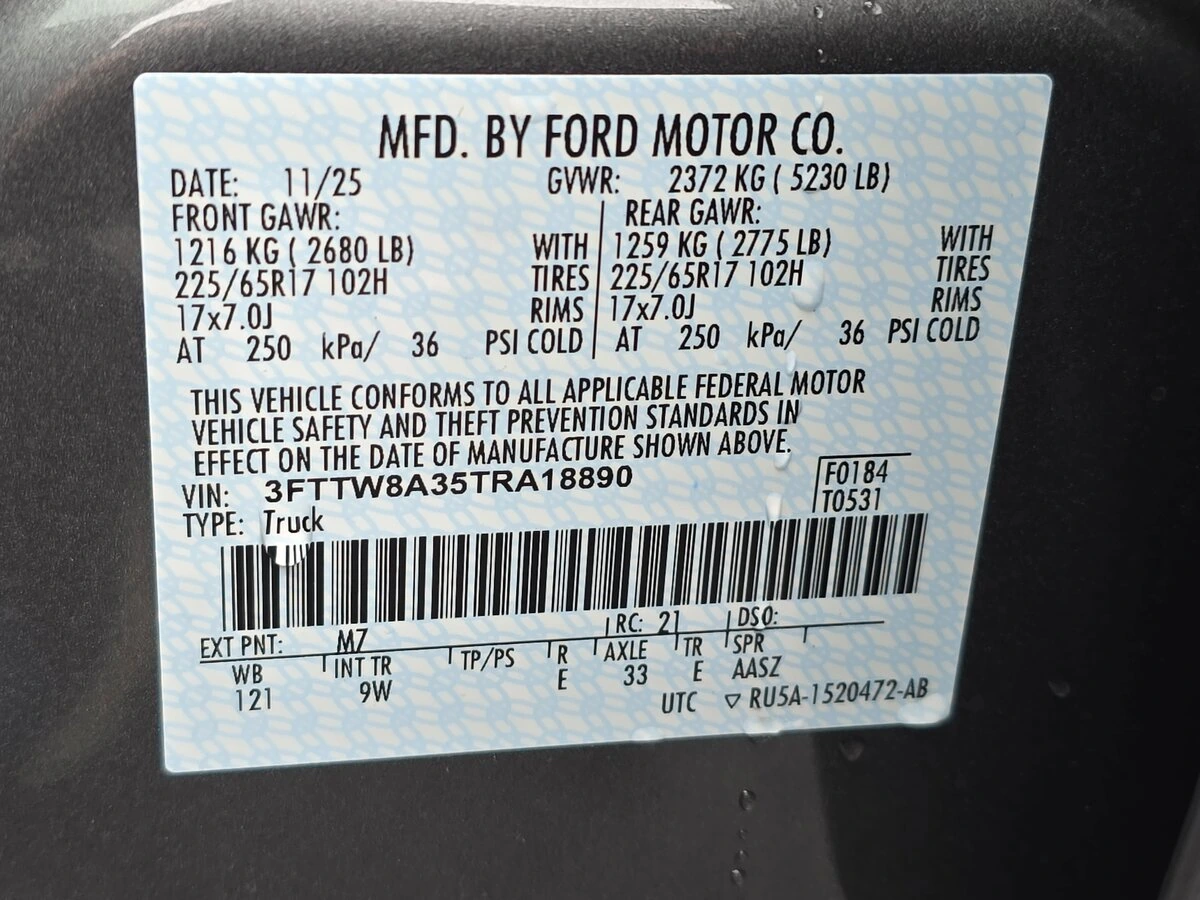 MFD. BY FORD MOTOR CO.
DATE: 11/25 GVWR: 2372 KG ( 5230 LB)
FRONT GAWR: REAR GAWR:
1216 KG ( 2680 LB) WITH 1259 KG ( 2775 LB) WITH
225/65R17 102H TIRES 225/65R17 102H TIRES
17x7.0J RIMS 17x7.0J RIMS
AT 250 kPa/ 36 PSI COLD AT 250 kPa/ 36 PSI COLD
THIS VEHICLE CONFORMS TO ALL APPLICABLE FEDERAL MOTOR
VEHICLE SAFETY AND THEFT PREVENTION STANDARDS IN
EFFECT ON THE DATE OF MANUFACTURE SHOWN ABOVE.
VIN: 3FTTW8A35TRA18890 F0184
TYPE: Truck T0531
EXT PNT: M7 RC: 21 DSO:
WB INT TR TP/PS R AXLE TR SPR
121 9W E 33 E AASZ
UTC ▽ RU5A-1520472-AB